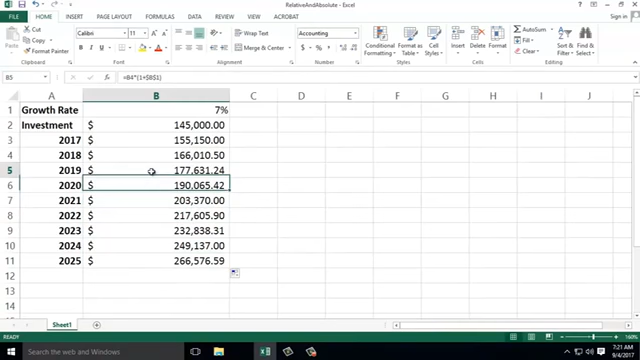 RelativeAndAbsolute - Excel
FILE HOME INSERT PAGE LAYOUT FORMULAS DATA REVIEW VIEW ACROBAT Sign in
Paste
Calibri 11
B I U
Wrap Text
Merge & Center
General
$ % ,
Conditional Formatting
Format as Table
Cell Styles
Insert Delete Format
AutoSum
Fill
Clear
Sort & Filter
Find & Select
Clipboard Font Alignment Number Styles Cells Editing
B5 fx =B4*(1+$B$1)
A B C D E F G H I J
1 Growth Rate 7%
2 Investment $ 145,000.00
3 2017 $ 155,150.00
4 2018 $ 166,010.50
5 2019 $ 177,631.24
6 2020 $ 190,065.42
7 2021 $ 203,370.00
8 2022 $ 217,605.90
9 2023 $ 232,838.31
10 2024 $ 249,137.00
11 2025 $ 266,576.59
12
13
14
15
Sheet1
READY 160%
Search the web and Windows
7:21 AM
9/4/2017